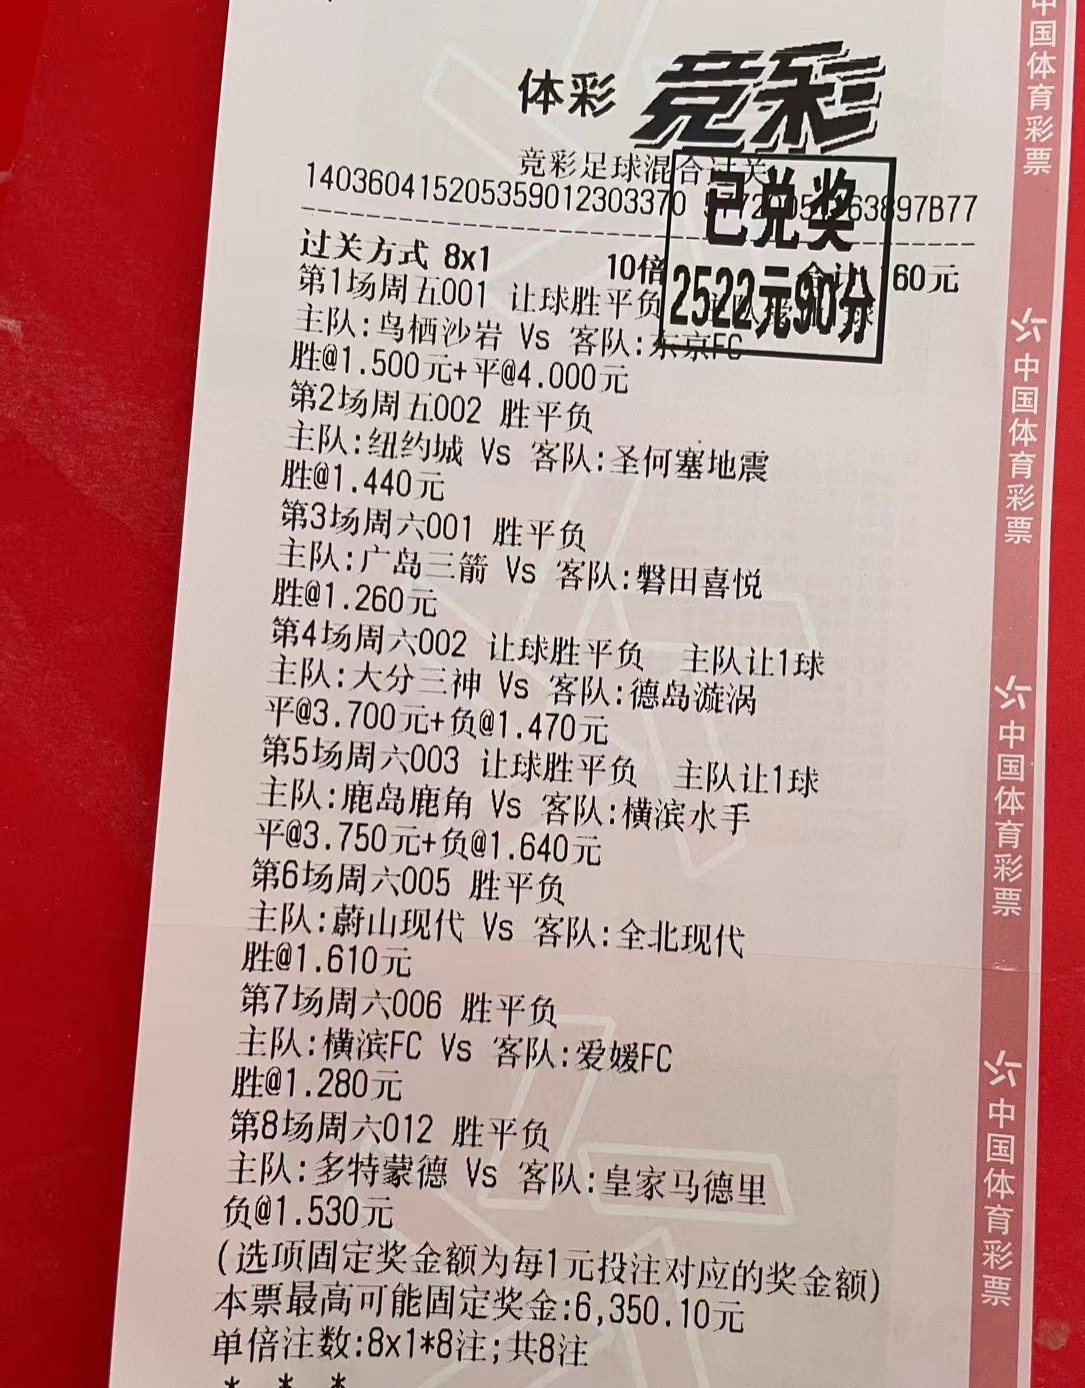 体彩 竞彩
竞彩足球混合过关
140360415205359012303370 63897B77
已兑奖
2522元90分
过关方式 8x1 10倍 合计 160元
第1场周五001 让球胜平负
主队:鸟栖沙岩 Vs 客队:东京FC
胜@1.500元+平@4.000元
第2场周五002 胜平负
主队:纽约城 Vs 客队:圣何塞地震
胜@1.440元
第3场周六001 胜平负
主队:广岛三箭 Vs 客队:磐田喜悦
胜@1.260元
第4场周六002 让球胜平负 主队让1球
主队:大分三神 Vs 客队:德岛漩涡
平@3.700元+负@1.470元
第5场周六003 让球胜平负 主队让1球
主队:鹿岛鹿角 Vs 客队:横滨水手
平@3.750元+负@1.640元
第6场周六005 胜平负
主队:蔚山现代 Vs 客队:全北现代
胜@1.610元
第7场周六006 胜平负
主队:横滨FC Vs 客队:爱媛FC
胜@1.280元
第8场周六012 胜平负
主队:多特蒙德 Vs 客队:皇家马德里
负@1.530元
(选项固定奖金额为每1元投注对应的奖金额)
本票最高可能固定奖金:6,350.10元
单倍注数:8x1*8注;共8注
* * *
中国体育彩票
中国体育彩票
中国体育彩票
中国体育彩票